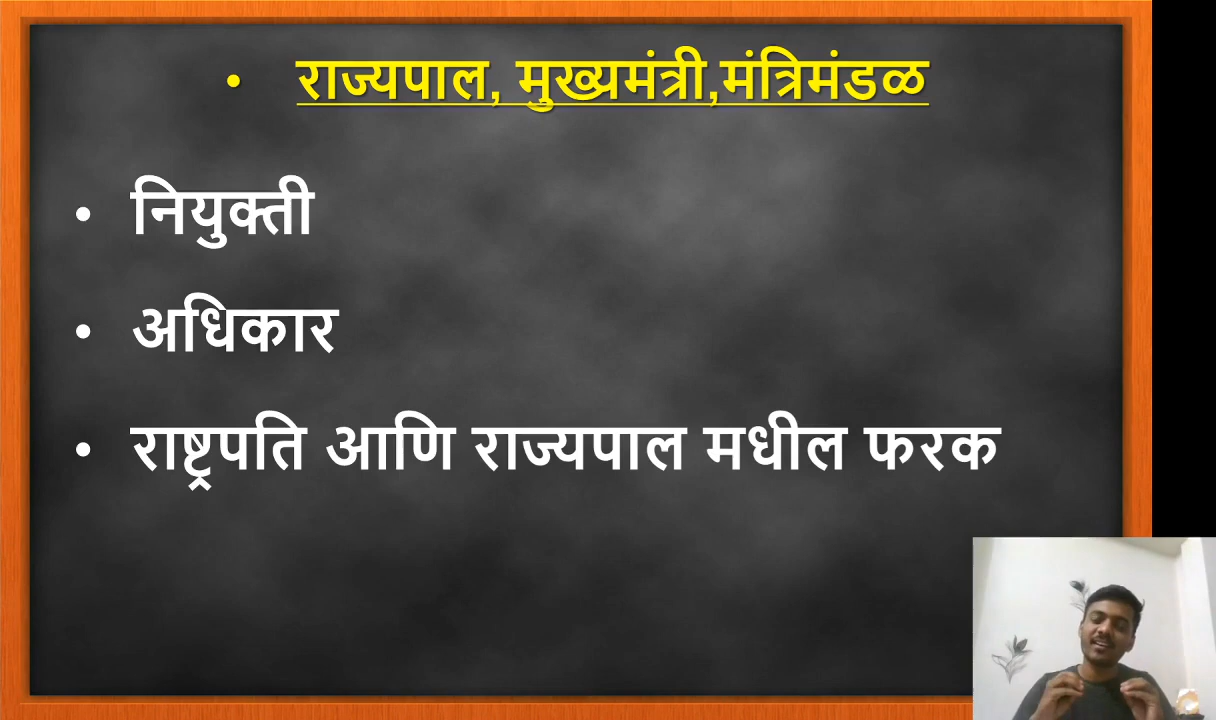 • राज्यपाल, मुख्यमंत्री,मंत्रिमंडळ
• नियुक्ती
• अधिकार
• राष्ट्रपति आणि राज्यपाल मधील फरक